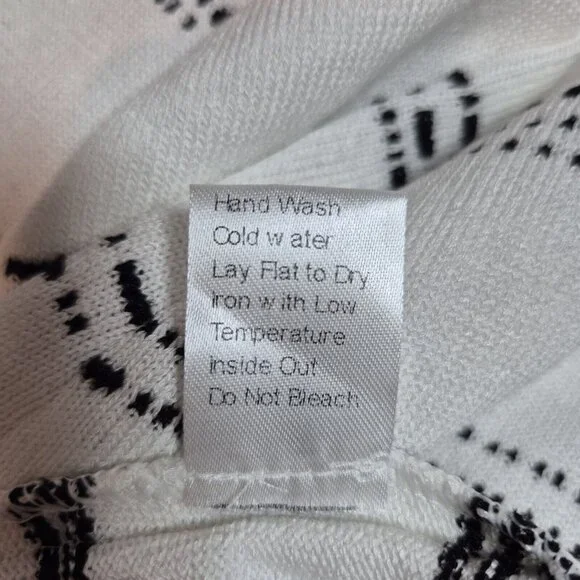 Hand Wash
Cold water
Lay Flat to Dry
Iron with Low
Temperature
Inside Out
Do Not Bleach